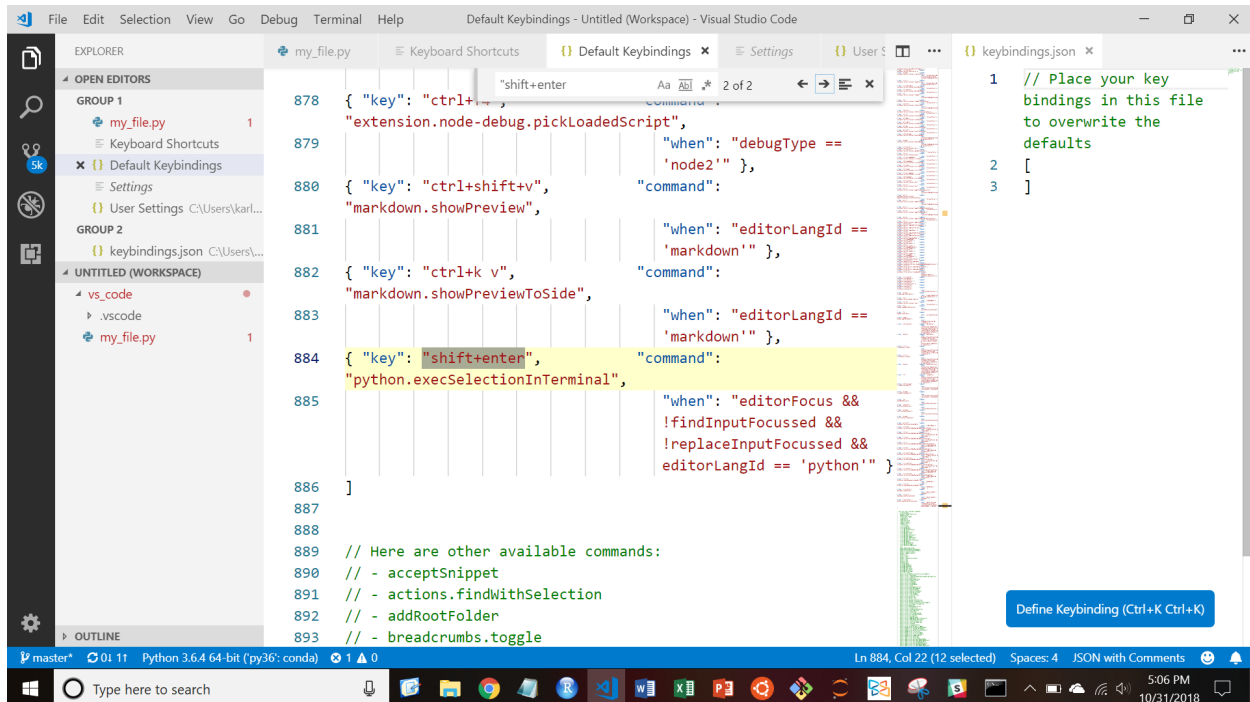 File Edit Selection View Go Debug Terminal Help Default Keybindings - Untitled (Workspace) - Visual Studio Code
EXPLORER
OPEN EDITORS
GROUP 1
my_file.py 1
Keyboard Shortcuts
{} Default Keybindings
Settings
{} User Settings C:\Users\karl...
GROUP 2
{} keybindings.json C:\Users\...
UNTITLED (WORKSPACE)
vs_code
.vscode
my_file.py 1
OUTLINE
5k
my_file.py Keyboard Shortcuts {} Default Keybindings Settings {} User
"shift+enter Aa Abl .* 2 of 2
878 { "key": "ctrl+
"extension.node-debug.pickLoadedScript",
879 "when": "debugType ==
'node2'" },
880 { "key": "ctrl+shift+v", "command":
"markdown.showPreview",
881 "when": "editorLangId ==
'markdown'" },
882 { "key": "ctrl+k v", "command":
"markdown.showPreviewToSide",
883 "when": "editorLangId ==
'markdown'" },
884 { "key": "shift+enter", "command":
"python.execSelectionInTerminal",
885 "when": "editorFocus &&
!findInputFocussed &&
!replaceInputFocussed &&
editorLangId == 'python'" }
886 ]
887
888
889 // Here are other available commands:
890 // - acceptSnippet
891 // - actions.findWithSelection
892 // - addRootFolder
893 // - breadcrumbs.toggle
{} keybindings.json
1 // Place your key
bindings in this file
to overwrite the
defaults
2 [
3 ]
Define Keybinding (Ctrl+K Ctrl+K)
master* 0↓ 1↑ Python 3.6.4 64-bit ('py36': conda) 1 0 Ln 884, Col 22 (12 selected) Spaces: 4 JSON with Comments
Type here to search
5:06 PM
10/31/2018